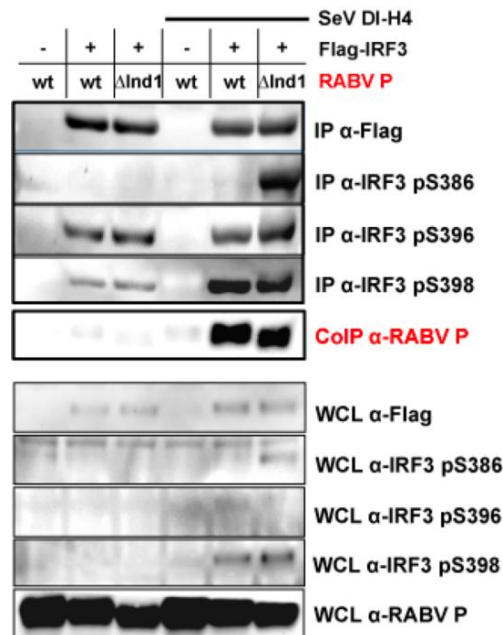 SeV DI-H4
- + + - + + Flag-IRF3
wt wt ΔInd1 wt wt ΔInd1 RABV P
IP α-Flag
IP α-IRF3 pS386
IP α-IRF3 pS396
IP α-IRF3 pS398
CoIP α-RABV P
WCL α-Flag
WCL α-IRF3 pS386
WCL α-IRF3 pS396
WCL α-IRF3 pS398
WCL α-RABV P